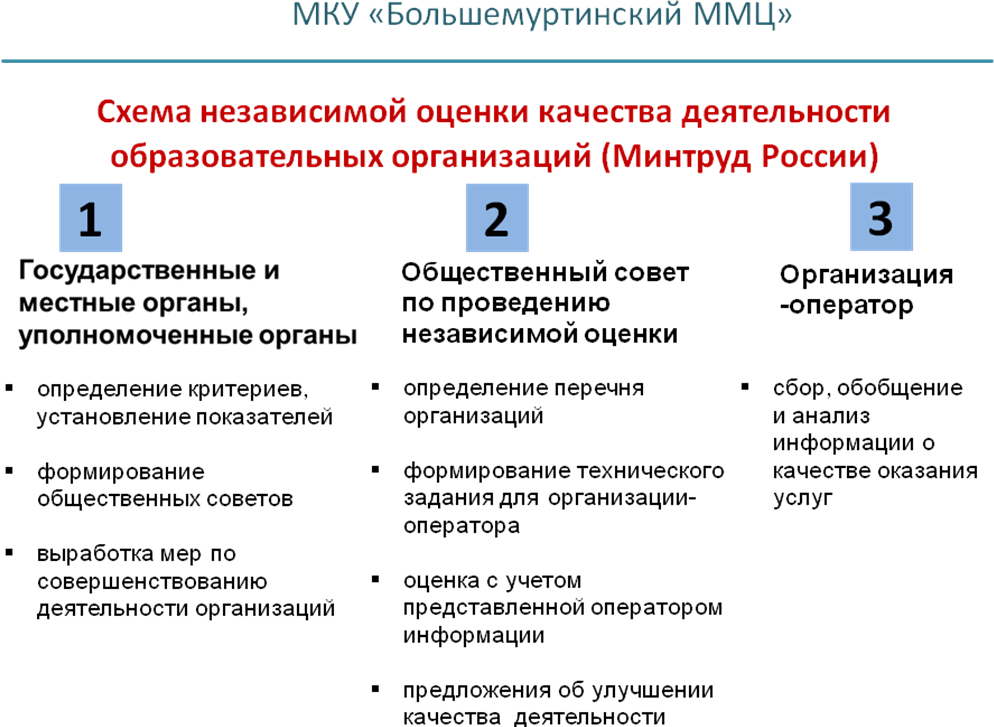 МКУ «Большемуртинский ММЦ»
Схема независимой оценки качества деятельности
образовательных организаций (Минтруд России)
1
Государственные и
местные органы,
уполномоченные органы
▪ определение критериев,
установление показателей
▪ формирование
общественных советов
▪ выработка мер по
совершенствованию
деятельности организаций
2
Общественный совет
по проведению
независимой оценки
▪ определение перечня
организаций
▪ формирование технического
задания для организации-
оператора
▪ оценка с учетом
представленной оператором
информации
▪ предложения об улучшении
качества деятельности
3
Организация
-оператор
▪ сбор, обобщение
и анализ
информации о
качестве оказания
услуг